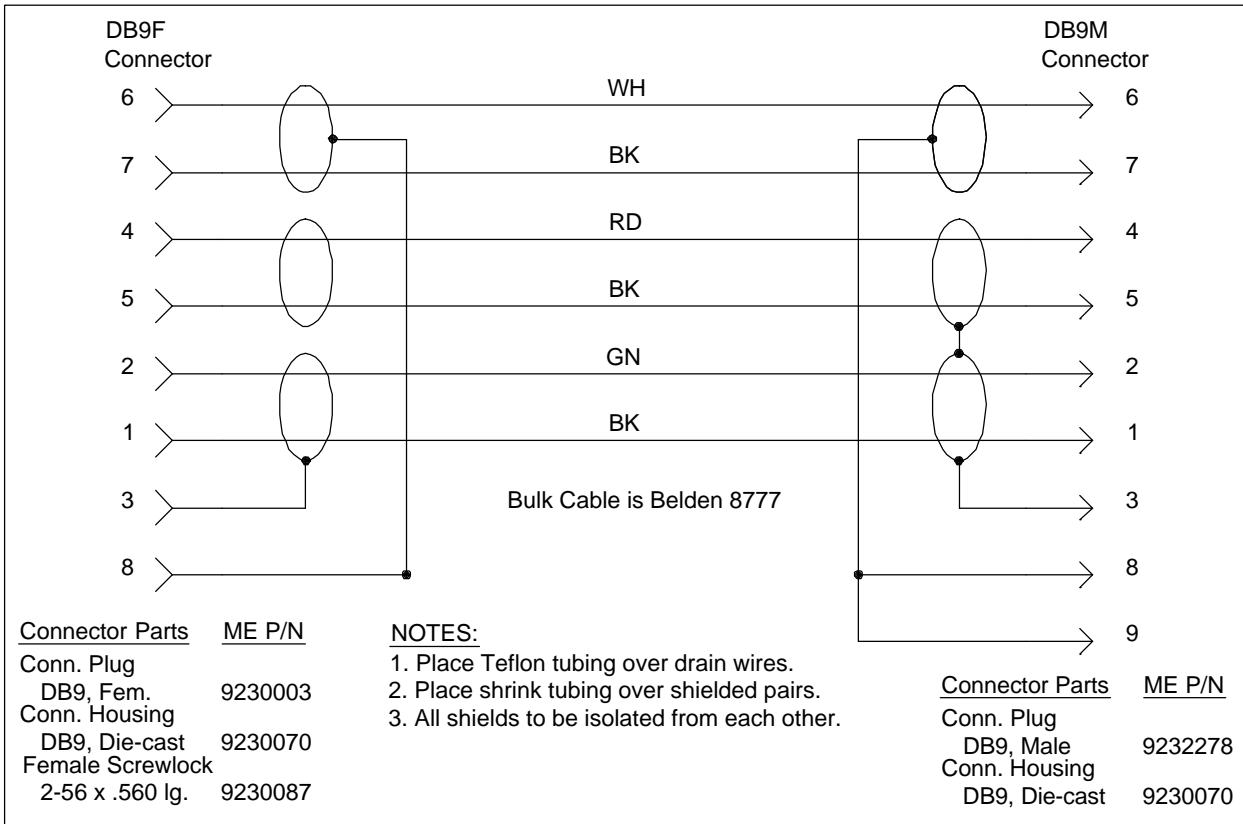 DB9F
Connector
DB9M
Connector
6 WH 6
7 BK 7
4 RD 4
5 BK 5
2 GN 2
1 BK 1
3 Bulk Cable is Belden 8777 3
8 8
9
Connector Parts ME P/N
Conn. Plug
DB9, Fem. 9230003
Conn. Housing
DB9, Die-cast 9230070
Female Screwlock
2-56 x .560 lg. 9230087
NOTES:
1. Place Teflon tubing over drain wires.
2. Place shrink tubing over shielded pairs.
3. All shields to be isolated from each other.
Connector Parts ME P/N
Conn. Plug
DB9, Male 9232278
Conn. Housing
DB9, Die-cast 9230070